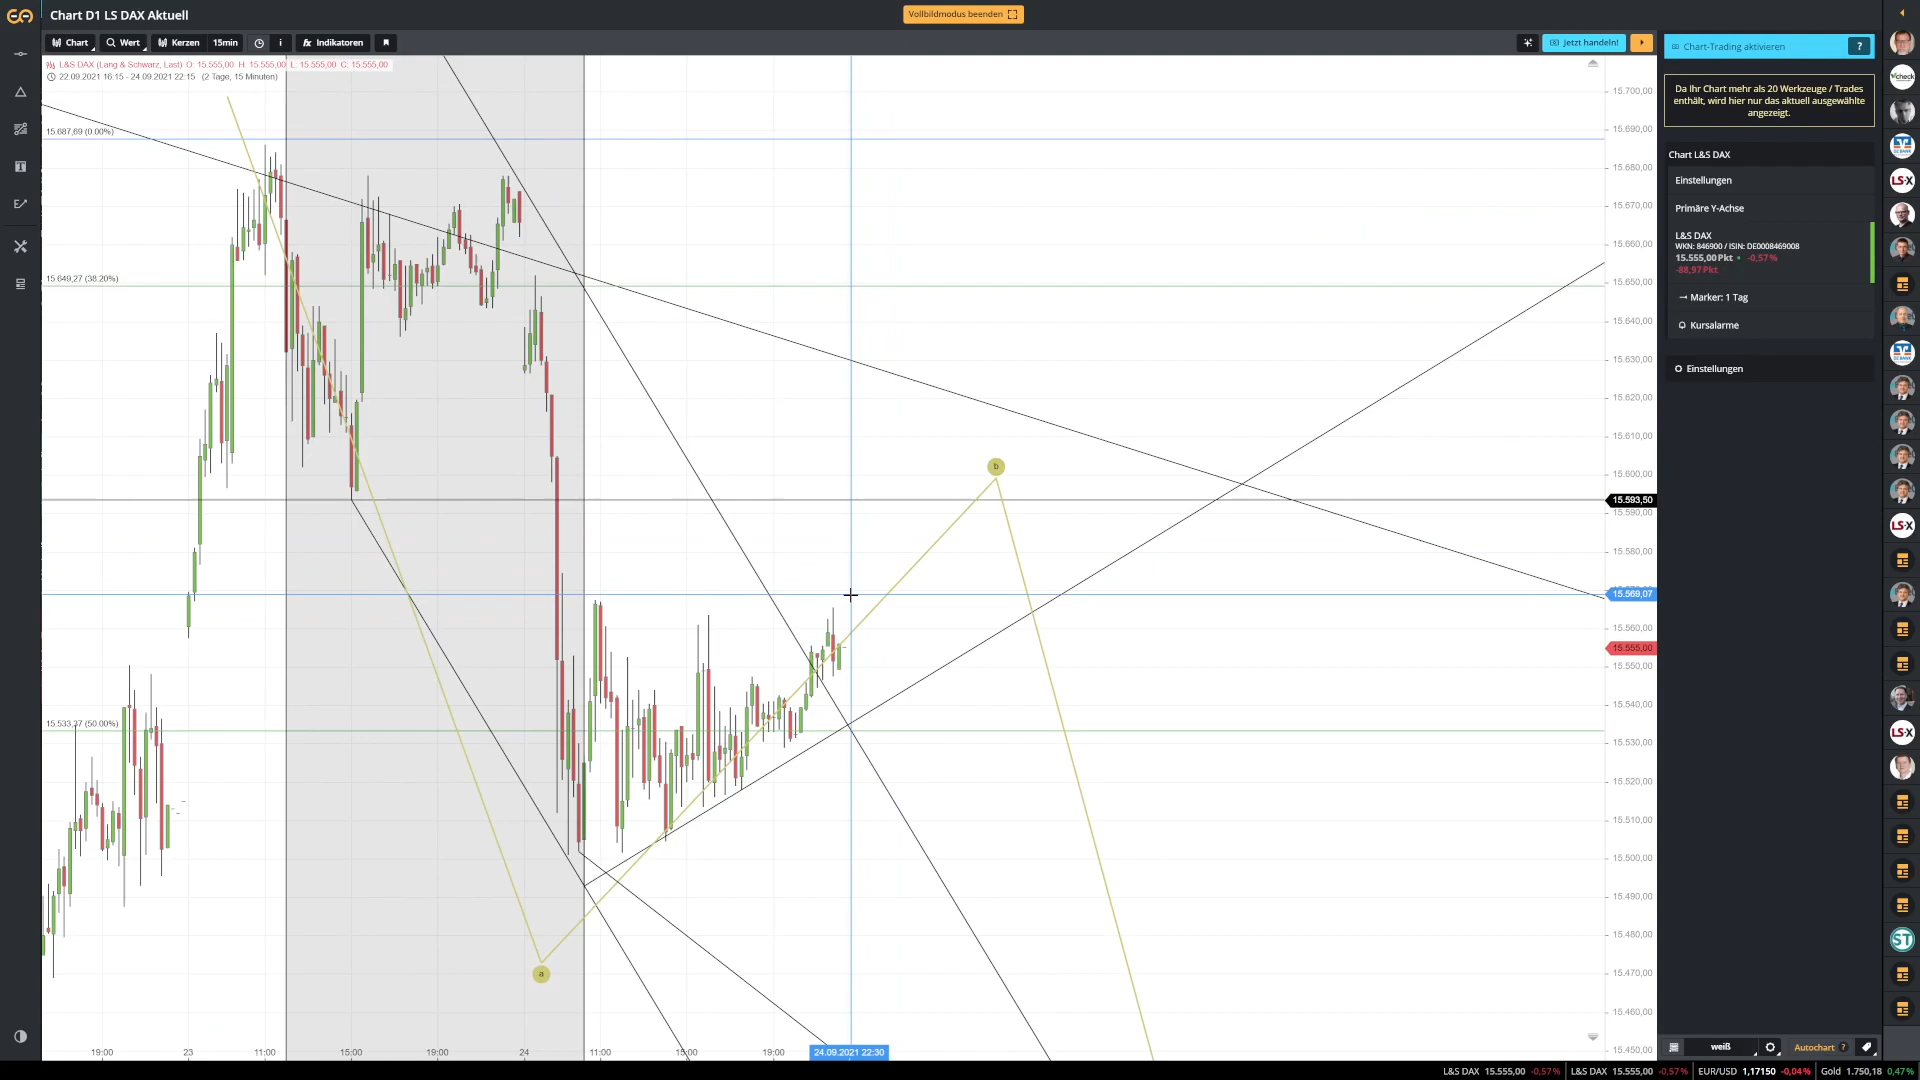 Chart D1 LS DAX Aktuell
Vollbildmodus beenden
Chart
Wert
Kerzen
15min
i
fx Indikatoren
Jetzt handeln!
Chart-Trading aktivieren
?
L&S DAX (Lang & Schwarz, Last) O: 15.555,00 H: 15.555,00 L: 15.555,00 C: 15.555,00
22.09.2021 16:15 - 24.09.2021 22:15 (2 Tage, 15 Minuten)
Da Ihr Chart mehr als 20 Werkzeuge / Trades
enthält, wird hier nur das aktuell ausgewählte
angezeigt.
Chart L&S DAX
Einstellungen
Primäre Y-Achse
L&S DAX
WKN: 846900 / ISIN: DE0008469008
15.555,00 Pkt -0,57%
-88,97 Pkt
Marker: 1 Tag
Kursalarme
Einstellungen
15.687,69 (0.00%)
15.649,27 (38.20%)
15.533,37 (50.00%)
a
b
15.700,00
15.690,00
15.680,00
15.670,00
15.660,00
15.650,00
15.640,00
15.630,00
15.620,00
15.610,00
15.600,00
15.593,50
15.590,00
15.580,00
15.569,07
15.560,00
15.555,00
15.550,00
15.540,00
15.530,00
15.520,00
15.510,00
15.500,00
15.490,00
15.480,00
15.470,00
15.460,00
15.450,00
19:00
23
11:00
15:00
19:00
24
11:00
15:00
19:00
24.09.2021 22:30
weiß
Autochart ?
check
LS-X
LS-X
LS-X
ST
L&S DAX 15.555,00 -0,57%
L&S DAX 15.555,00 -0,57%
EUR/USD 1,17150 -0,04%
Gold 1.750,18 0,47%